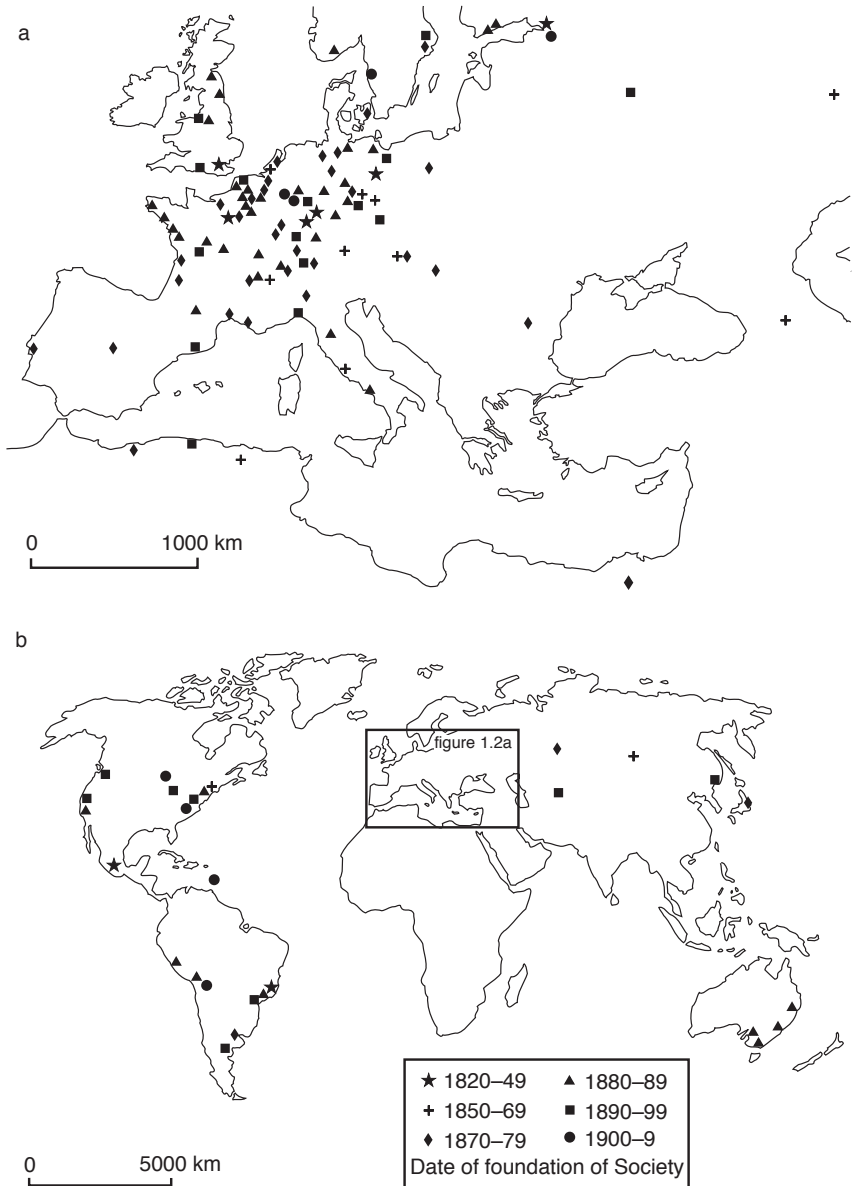 a
0 1000 km
b
figure 1.2a
1820–49 1880–89
1850–69 1890–99
1870–79 1900–9
Date of foundation of Society
0 5000 km